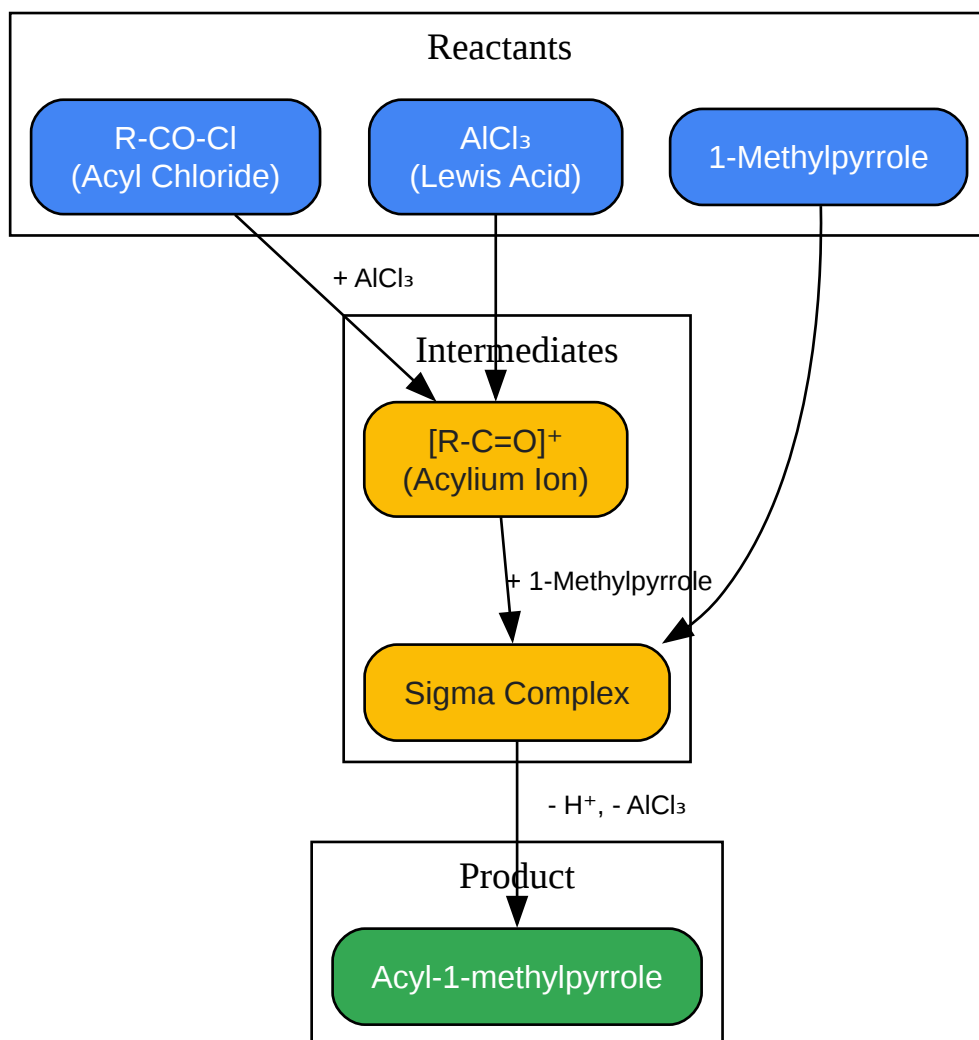 Reactants
R-CO-Cl
(Acyl Chloride)
AlCl₃
(Lewis Acid)
1-Methylpyrrole
+ AlCl₃
Intermediates
[R-C=O]⁺
(Acylium Ion)
+ 1-Methylpyrrole
Sigma Complex
- H⁺, - AlCl₃
Product
Acyl-1-methylpyrrole